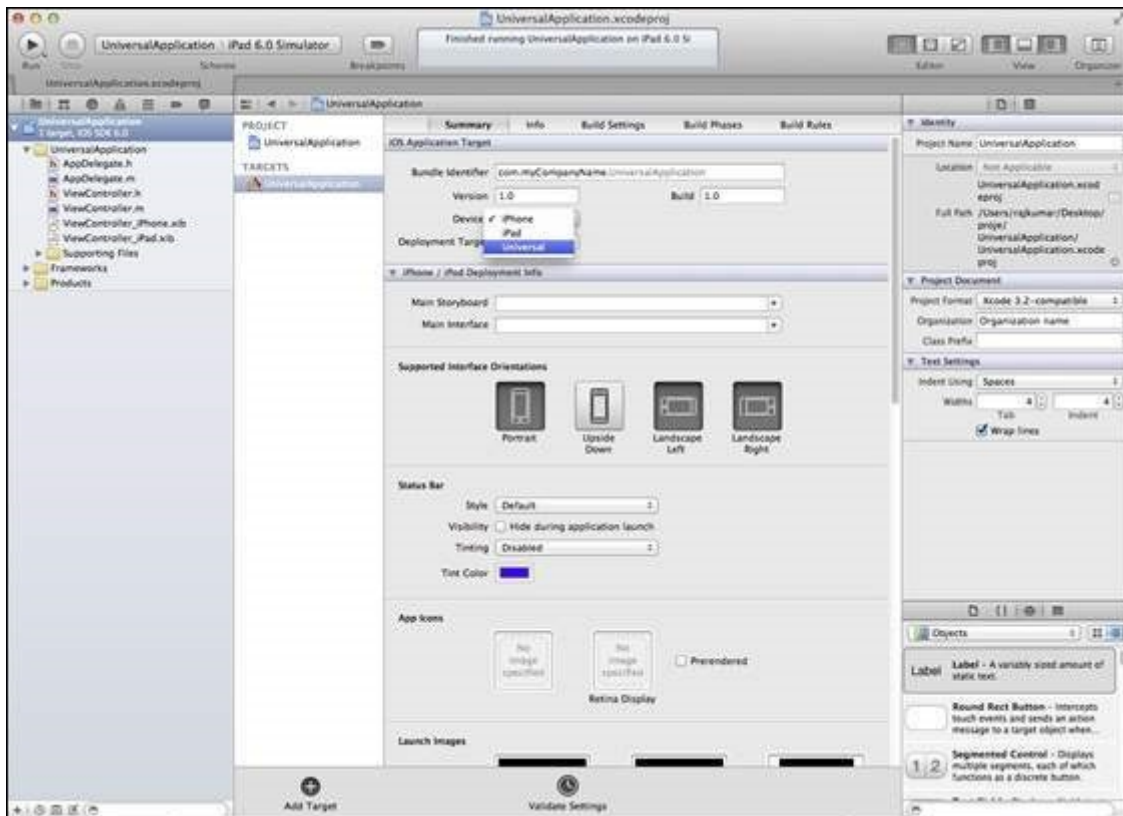 UniversalApplication.xcodeproj
UniversalApplication
iPad 6.0 Simulator
Finished running UniversalApplication on iPad 6.0 Si
Run
Stop
Scheme
Breakpoints
Editor
View
Organizer
UniversalApplication.xcodeproj
UniversalApplication
UniversalApplication
1 target, iOS SDK 6.0
UniversalApplication
AppDelegate.h
AppDelegate.m
ViewController.h
ViewController.m
ViewController_iPhone.xib
ViewController_iPad.xib
Supporting Files
Frameworks
Products
PROJECT
UniversalApplication
TARGETS
UniversalApplication
Summary
Info
Build Settings
Build Phases
Build Rules
iOS Application Target
Bundle Identifier com.myCompanyName.UniversalApplication
Version 1.0
Build 1.0
Device
iPhone
iPad
Universal
Deployment Targe
iPhone / iPod Deployment Info
Main Storyboard
Main Interface
Supported Interface Orientations
Portrait
Upside
Down
Landscape
Left
Landscape
Right
Status Bar
Style Default
Visibility Hide during application launch
Tinting Disabled
Tint Color
App Icons
No
image
specified
No
image
specified
Prerendered
Retina Display
Launch Images
Add Target
Validate Settings
Identity
Project Name UniversalApplication
Location Not Applicable
UniversalApplication.xcod
eproj
Full Path /Users/rajkumar/Desktop/
proje/
UniversalApplication/
UniversalApplication.xcode
proj
Project Document
Project Format Xcode 3.2-compatible
Organization Organization name
Class Prefix
Text Settings
Indent Using Spaces
Widths 4 4
Tab Indent
Wrap lines
Objects
Label
Label - A variably sized amount of
static text.
Round Rect Button - Intercepts
touch events and sends an action
message to a target object when...
1 2
Segmented Control - Displays
multiple segments, each of which
functions as a discrete button.